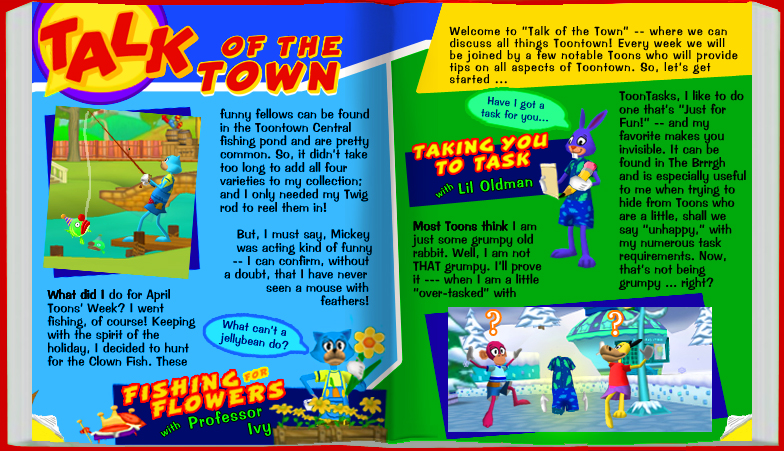 TALK
OF THE
TOWN
Welcome to "Talk of the Town" -- where we can
discuss all things Toontown! Every week we will
be joined by a few notable Toons who will provide
tips on all aspects of Toontown. So, let's get
started ...
What did I do for April
Toons' Week? I went
fishing, of course! Keeping
with the spirit of the
holiday, I decided to hunt
for the Clown Fish. These
funny fellows can be found
in the Toontown Central
fishing pond and are pretty
common. So, it didn't take
too long to add all four
varieties to my collection;
and I only needed my Twig
rod to reel them in!
But, I must say, Mickey
was acting kind of funny
-- I can confirm, without
a doubt, that I have never
seen a mouse with
feathers!
What can't a
jellybean do?
FISHING FOR
FLOWERS
with Professor
Ivy
Have I got a
task for you...
TAKING YOU
TO TASK
with Lil Oldman
Most Toons think I am
just some grumpy old
rabbit. Well, I am not
THAT grumpy. I'll prove
it --- when I am a little
"over-tasked" with
ToonTasks, I like to do
one that's "Just for
Fun!" -- and my
favorite makes you
invisible. It can be
found in The Brrrgh
and is especially useful
to me when trying to
hide from Toons who
are a little, shall we
say "unhappy," with
my numerous task
requirements. Now,
that's not being
grumpy ... right?
?
?